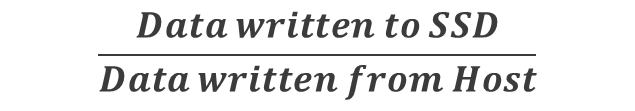 Data written to SSD
Data written from Host